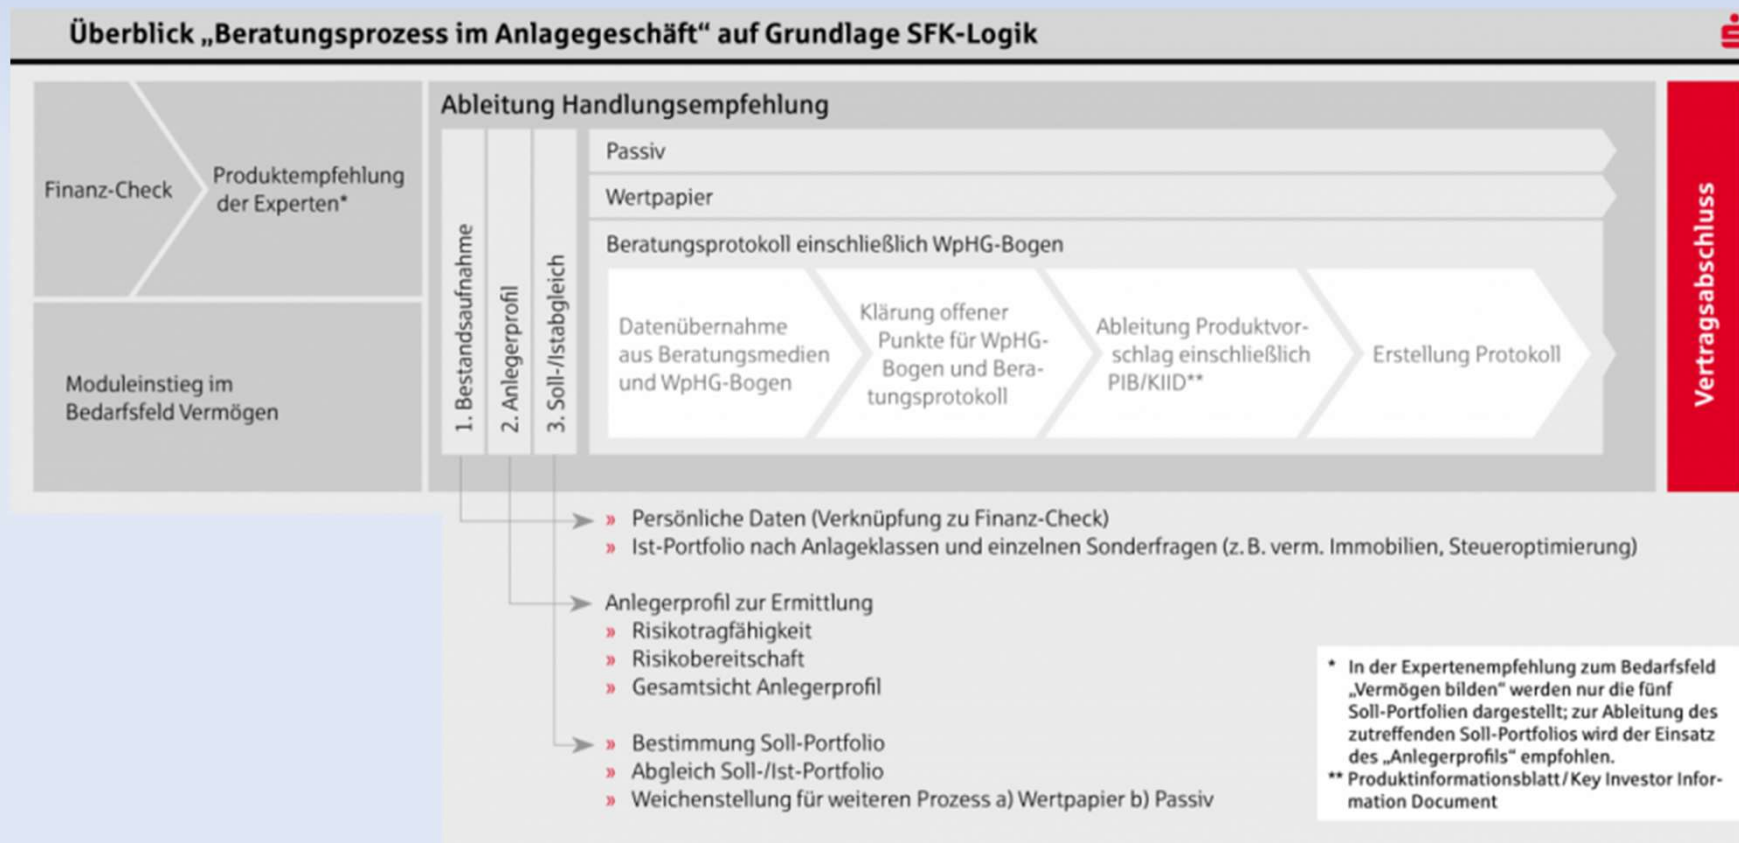 Überblick „Beratungsprozess im Anlagegeschäft“ auf Grundlage SFK-Logik
Finanz-Check
Produktempfehlung
der Experten*
Moduleinstieg im
Bedarfsfeld Vermögen
Ableitung Handlungsempfehlung
1. Bestandsaufnahme
2. Anlegerprofil
3. Soll-/Istabgleich
Passiv
Wertpapier
Beratungsprotokoll einschließlich WpHG-Bogen
Datenübernahme
aus Beratungsmedien
und WpHG-Bogen
Klärung offener
Punkte für WpHG-
Bogen und Bera-
tungsprotokoll
Ableitung Produktvor-
schlag einschließlich
PIB/KIID**
Erstellung Protokoll
Vertragsabschluss
» Persönliche Daten (Verknüpfung zu Finanz-Check)
» Ist-Portfolio nach Anlageklassen und einzelnen Sonderfragen (z. B. verm. Immobilien, Steueroptimierung)
Anlegerprofil zur Ermittlung
» Risikotragfähigkeit
» Risikobereitschaft
» Gesamtsicht Anlegerprofil
» Bestimmung Soll-Portfolio
» Abgleich Soll-/Ist-Portfolio
» Weichenstellung für weiteren Prozess a) Wertpapier b) Passiv
* In der Expertenempfehlung zum Bedarfsfeld
„Vermögen bilden“ werden nur die fünf
Soll-Portfolien dargestellt; zur Ableitung des
zutreffenden Soll-Portfolios wird der Einsatz
des „Anlegerprofils“ empfohlen.
** Produktinformationsblatt/Key Investor Infor-
mation Document